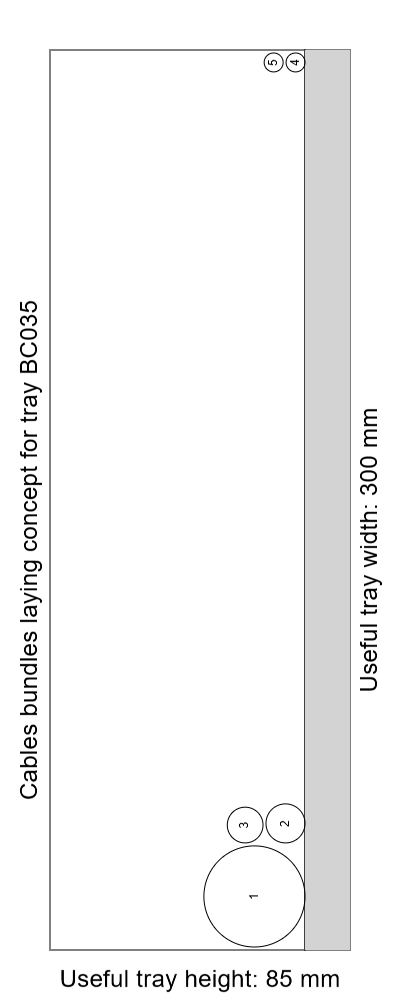 Cables bundles laying concept for tray BC035
5
4
3
2
1
Useful tray width: 300 mm
Useful tray height: 85 mm